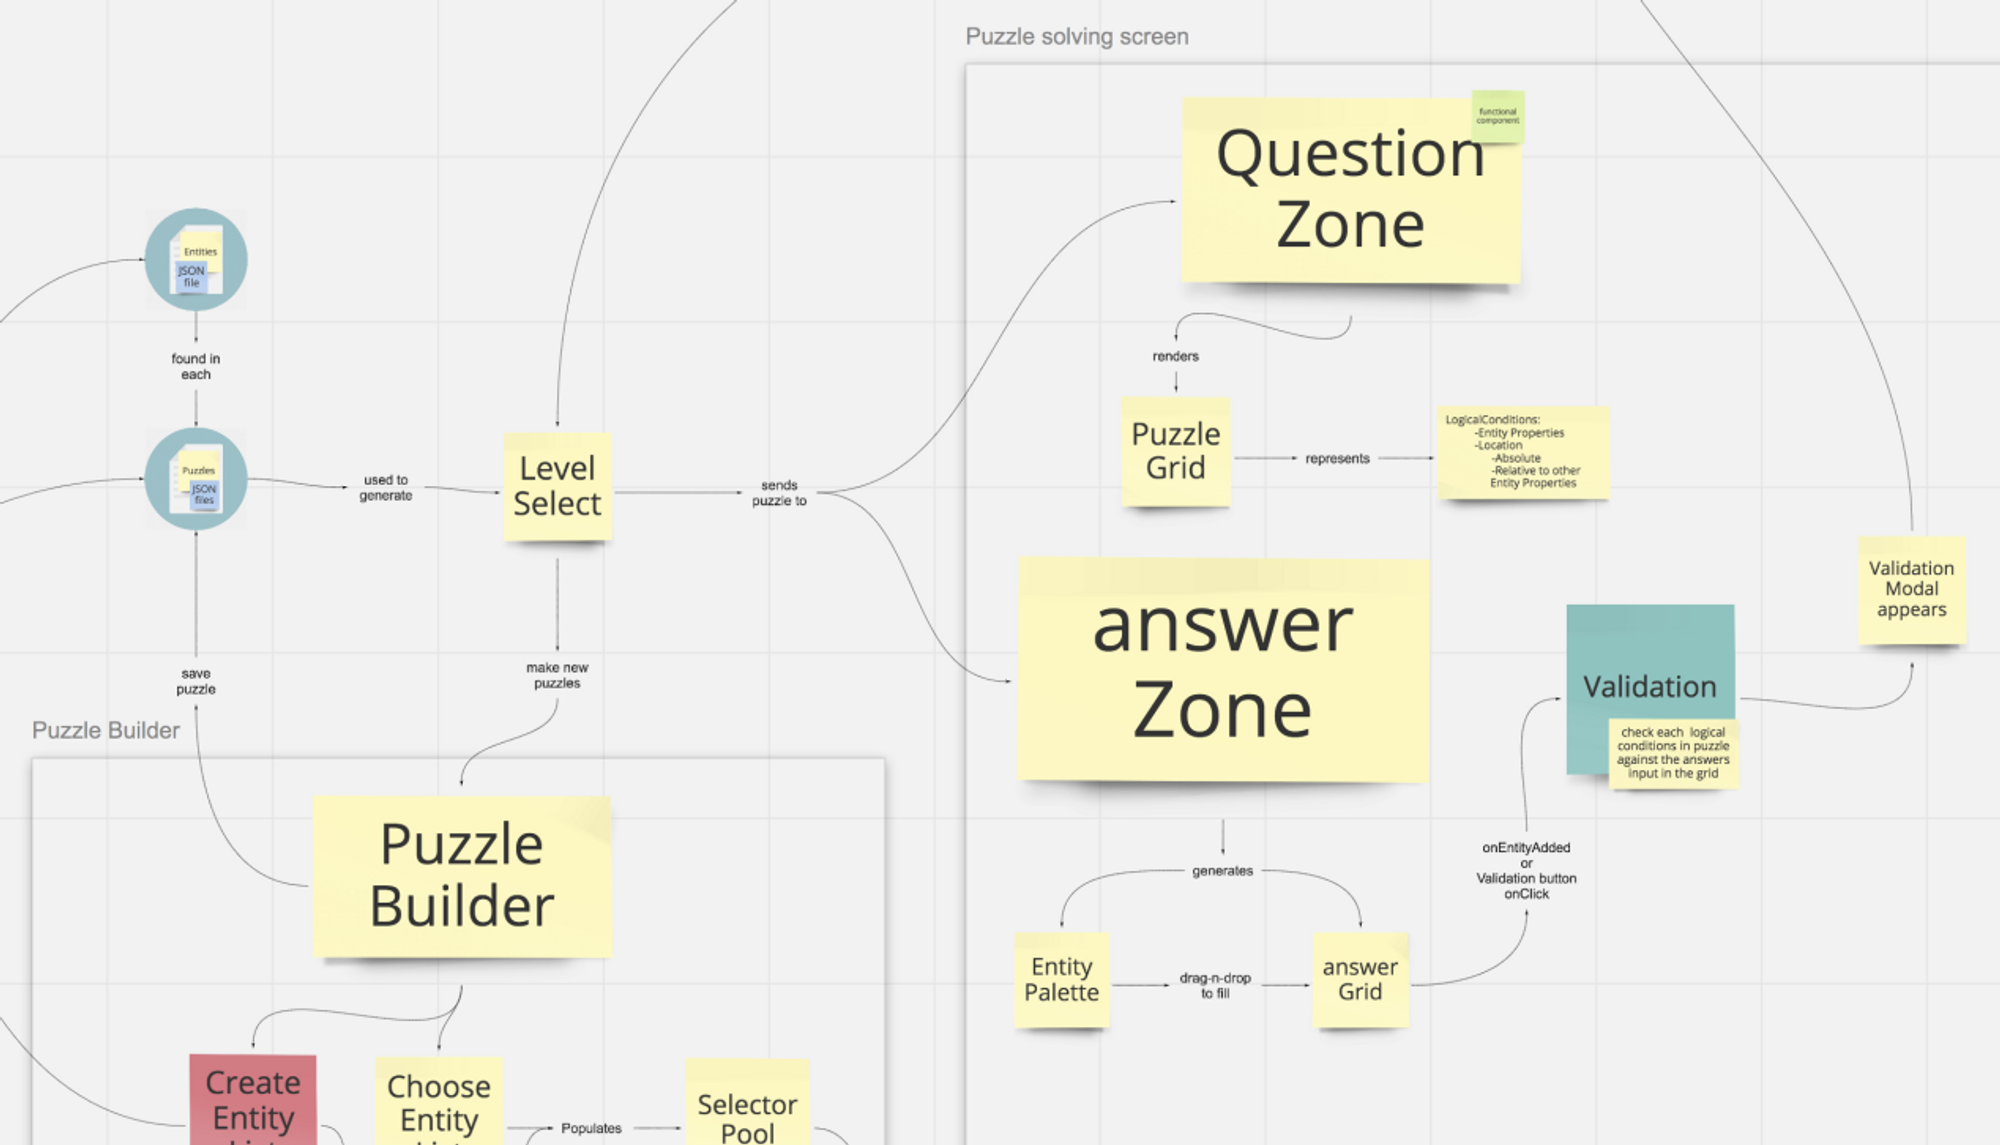 Puzzle solving screen
functional
component
Question
Zone
Entities
JSON
file
found in
each
renders
Puzzle
Grid
represents
LogicalConditions:
-Entity Properties
-Location
-Absolute
-Relative to other
Entity Properties
Puzzles
JSON
files
used to
generate
Level
Select
sends
puzzle to
answer
Zone
Validation
Modal
appears
Validation
check each logical
conditions in puzzle
against the answers
input in the grid
save
puzzle
make new
puzzles
Puzzle Builder
Puzzle
Builder
generates
onEntityAdded
or
Validation button
onClick
Entity
Palette
drag-n-drop
to fill
answer
Grid
Create
Entity
Choose
Entity
Populates
Selector
Pool